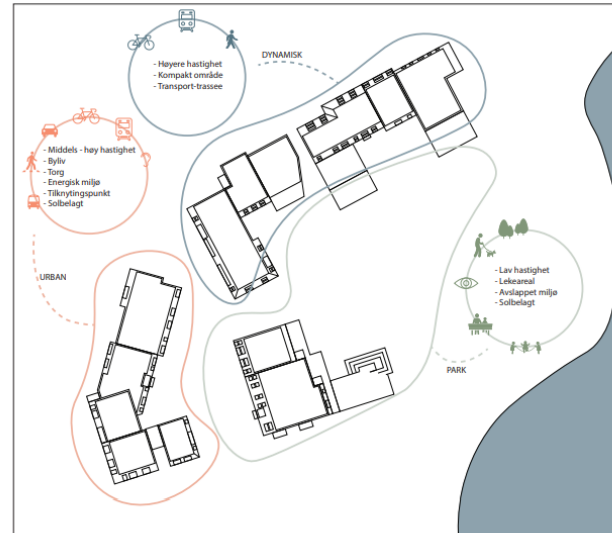 - Høyere hastighet
- Kompakt område
- Transport-trassee
DYNAMISK
- Middels - høy hastighet
- Byliv
- Torg
- Energisk miljø
- Tilknytingspunkt
- Solbelagt
URBAN
- Lav hastighet
- Lekeareal
- Avslappet miljø
- Solbelagt
PARK